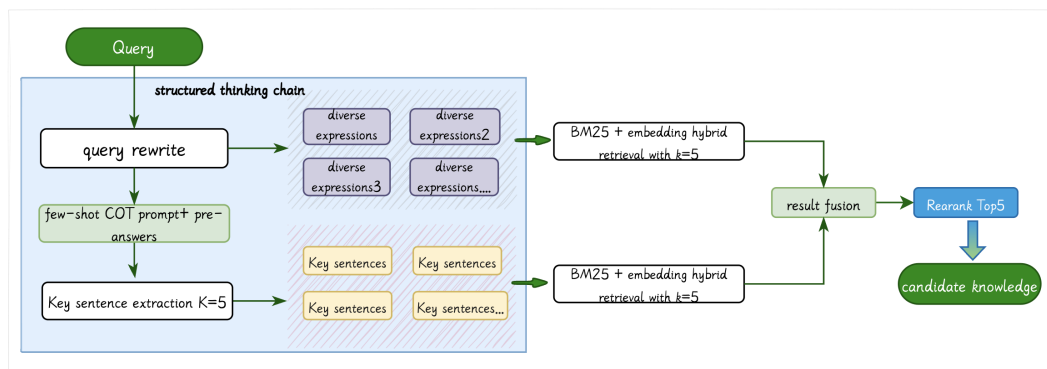 Query
structured thinking chain
query rewrite
diverse
expressions
diverse
expressions2
diverse
expressions3
diverse
expressions....
BM25 + embedding hybrid
retrieval with k=5
few-shot COT prompt+ pre-
answers
result fusion
Rearank Top5
Key sentence extraction K=5
Key sentences
Key sentences
Key sentences
Key sentences...
BM25 + embedding hybrid
retrieval with k=5
candidate knowledge